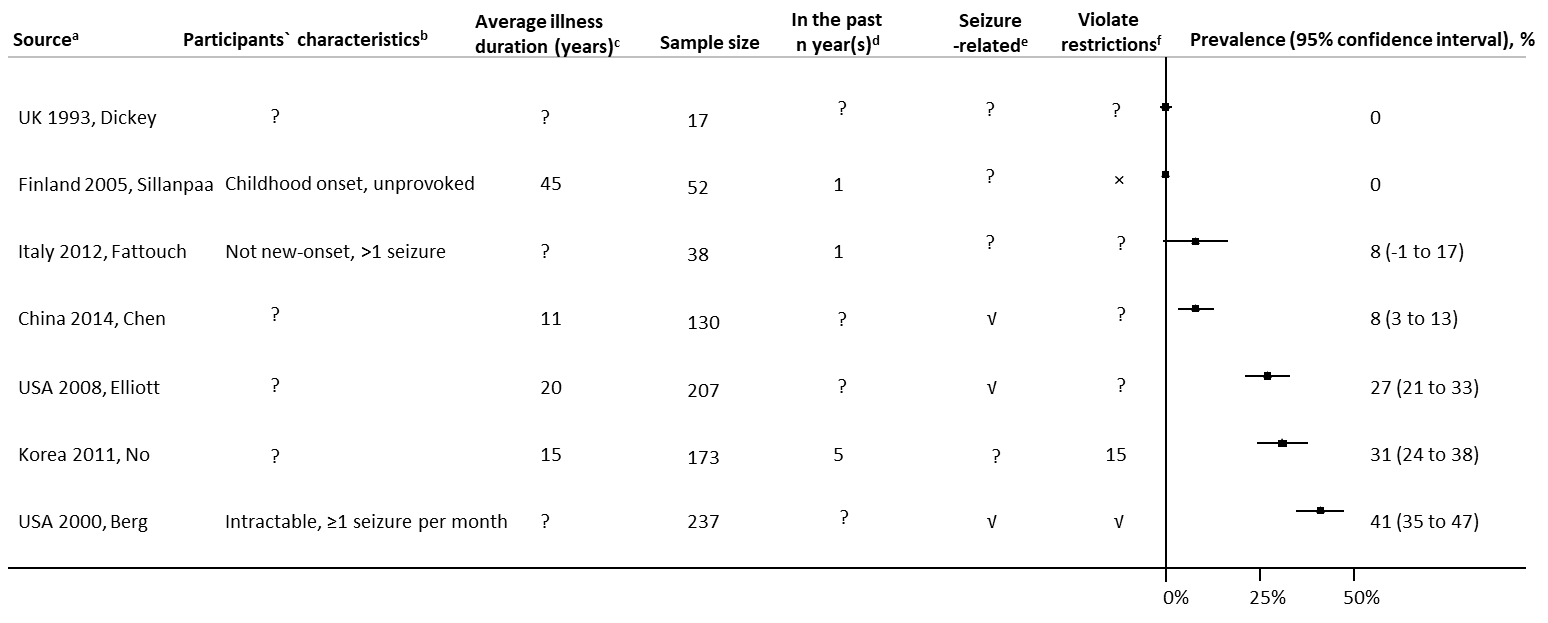 Sourceᵃ Participants` characteristicsᵇ Average illness duration (years)ᶜ Sample size In the past n year(s)ᵈ Seizure -relatedᵉ Violate restrictionsᶠ Prevalence (95% confidence interval), %
UK 1993, Dickey ? ? 17 ? ? ? 0
Finland 2005, Sillanpaa Childhood onset, unprovoked 45 52 1 ? × 0
Italy 2012, Fattouch Not new-onset, >1 seizure ? 38 1 ? ? 8 (-1 to 17)
China 2014, Chen ? 11 130 ? √ ? 8 (3 to 13)
USA 2008, Elliott ? 20 207 ? √ ? 27 (21 to 33)
Korea 2011, No ? 15 173 5 ? 15 31 (24 to 38)
USA 2000, Berg Intractable, ≥1 seizure per month ? 237 ? √ √ 41 (35 to 47)
0% 25% 50%